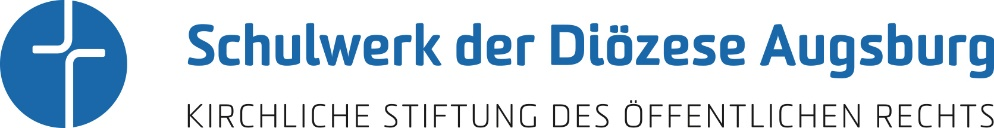 Schulwerk der Diözese Augsburg
KIRCHLICHE STIFTUNG DES ÖFFENTLICHEN RECHTS